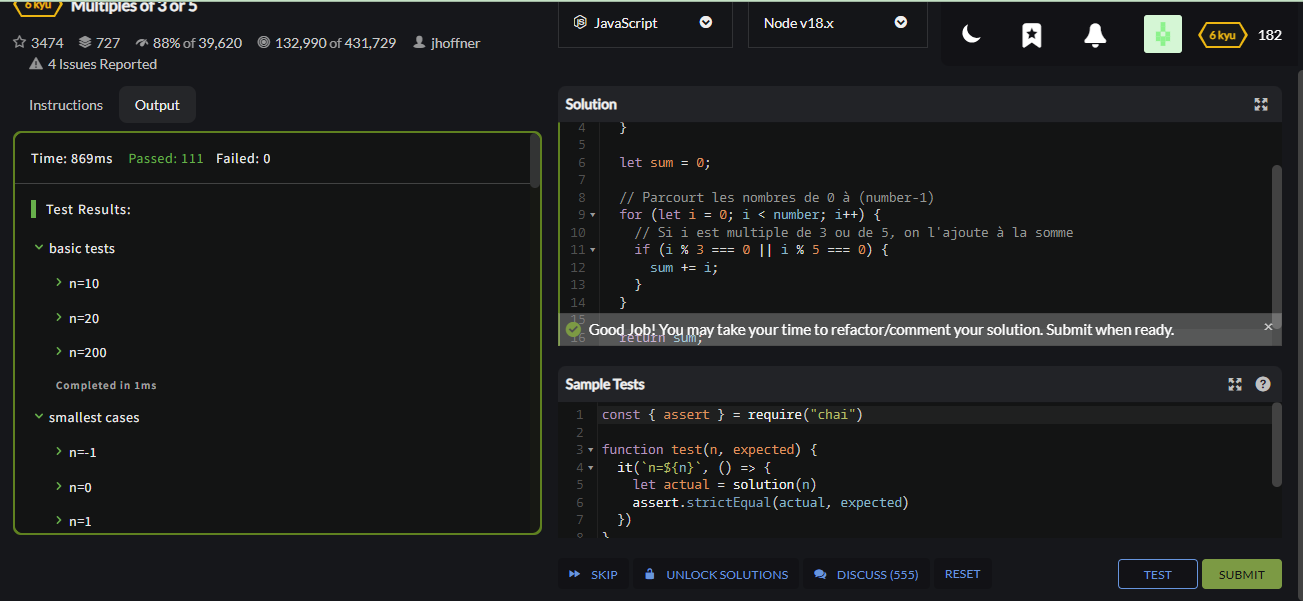 6 kyu Multiples of 3 or 5
3474 727 88% of 39,620 132,990 of 431,729 jhoffner
4 Issues Reported
JavaScript
Node v18.x
6 kyu 182
Instructions
Output
Time: 869ms Passed: 111 Failed: 0
Test Results:
basic tests
n=10
n=20
n=200
Completed in 1ms
smallest cases
n=-1
n=0
n=1
Solution
4 }
5
6 let sum = 0;
7
8 // Parcourt les nombres de 0 à (number-1)
9 for (let i = 0; i < number; i++) {
10 // Si i est multiple de 3 ou de 5, on l'ajoute à la somme
11 if (i % 3 === 0 || i % 5 === 0) {
12 sum += i;
13 }
14 }
15
Good Job! You may take your time to refactor/comment your solution. Submit when ready. ×
16 return sum;
Sample Tests
?
1 const { assert } = require("chai")
2
3 function test(n, expected) {
4 it(`n=${n}`, () => {
5 let actual = solution(n)
6 assert.strictEqual(actual, expected)
7 })
8 }
SKIP
UNLOCK SOLUTIONS
DISCUSS (555)
RESET
TEST
SUBMIT